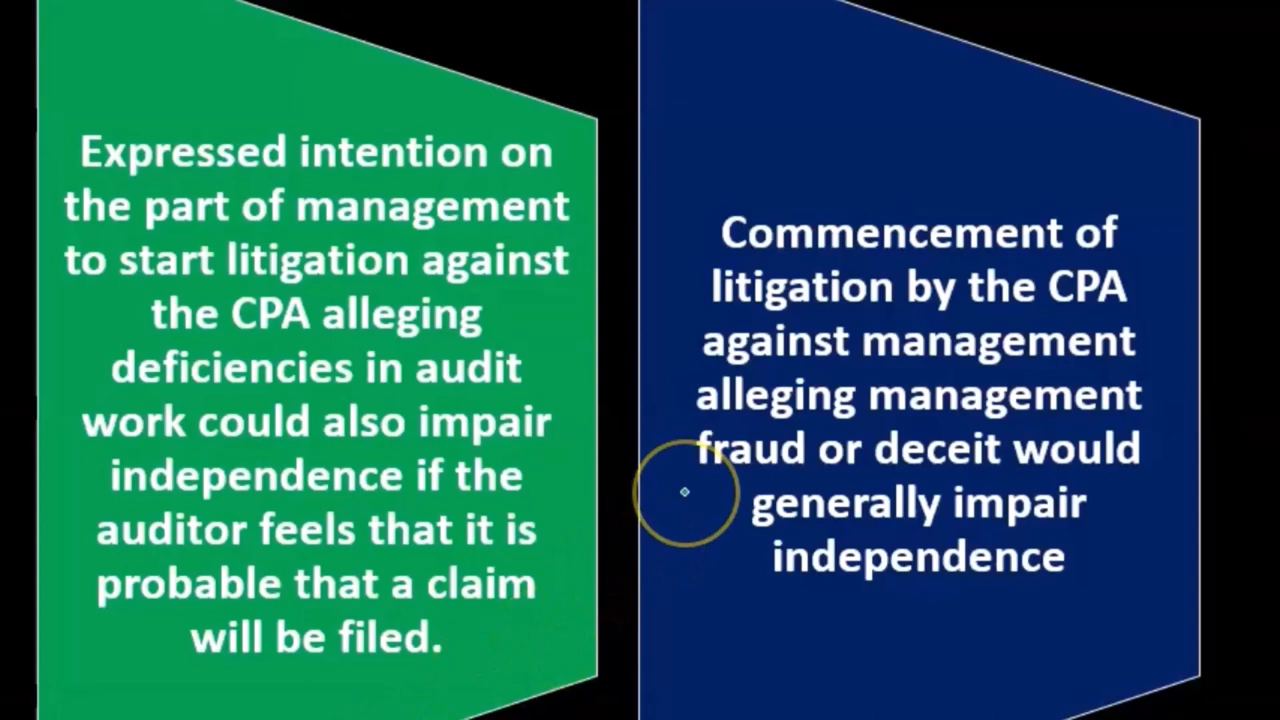 Expressed intention on
the part of management
to start litigation against
the CPA alleging
deficiencies in audit
work could also impair
independence if the
auditor feels that it is
probable that a claim
will be filed.
Commencement of
litigation by the CPA
against management
alleging management
fraud or deceit would
generally impair
independence